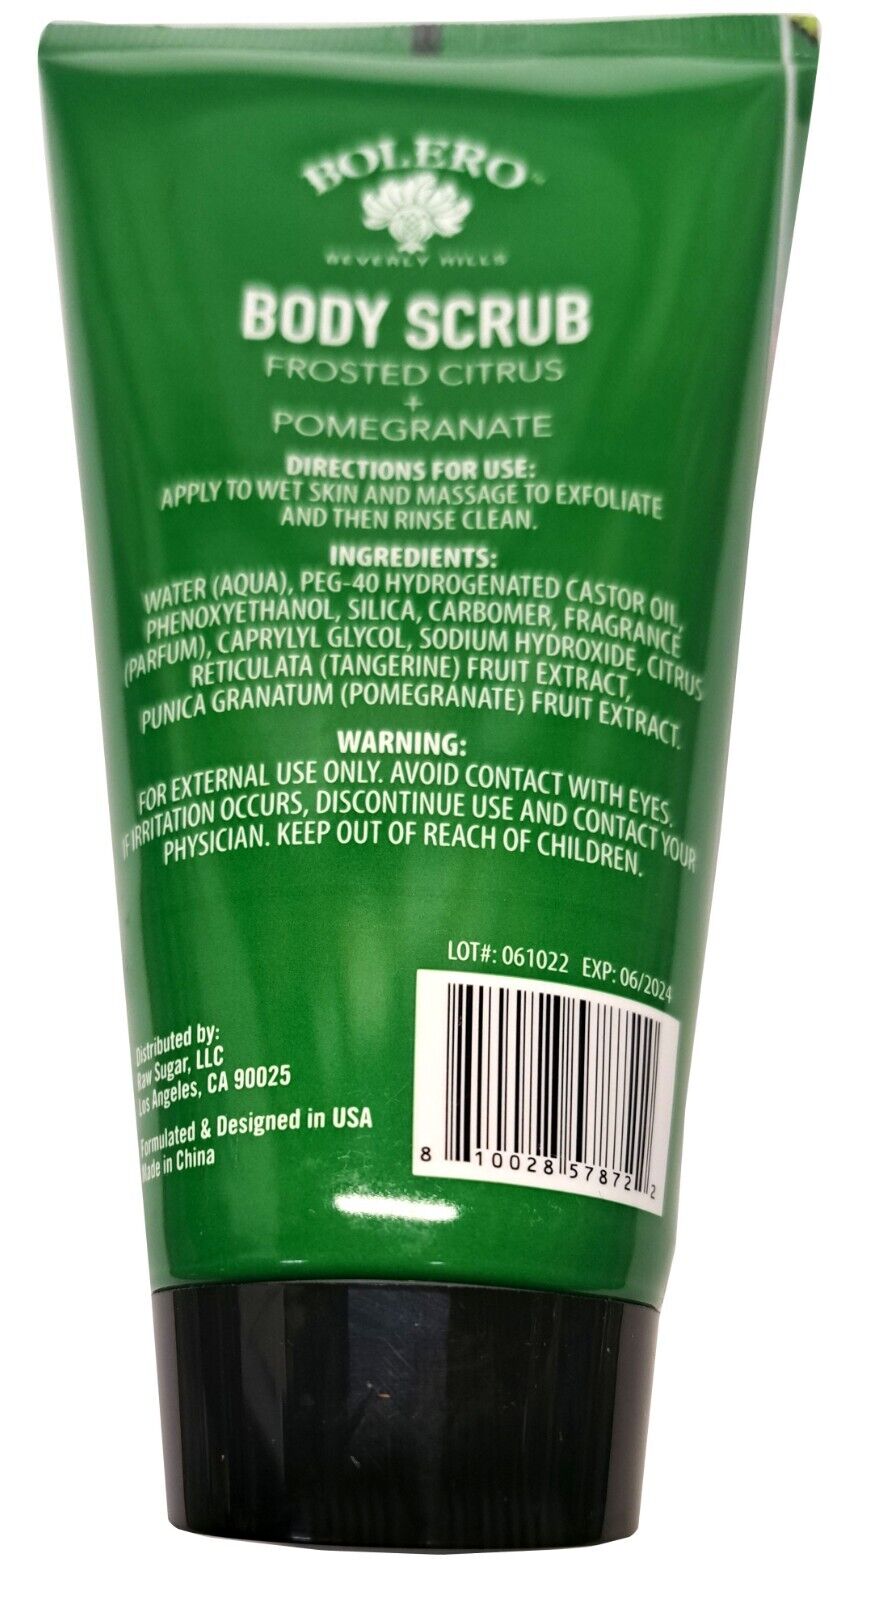 BOLERO™
BEVERLY HILLS
BODY SCRUB
FROSTED CITRUS
+
POMEGRANATE
DIRECTIONS FOR USE:
APPLY TO WET SKIN AND MASSAGE TO EXFOLIATE
AND THEN RINSE CLEAN.
INGREDIENTS:
WATER (AQUA), PEG-40 HYDROGENATED CASTOR OIL,
PHENOXYETHANOL, SILICA, CARBOMER, FRAGRANCE
(PARFUM), CAPRYLYL GLYCOL, SODIUM HYDROXIDE, CITRUS
RETICULATA (TANGERINE) FRUIT EXTRACT,
PUNICA GRANATUM (POMEGRANATE) FRUIT EXTRACT.
WARNING:
FOR EXTERNAL USE ONLY. AVOID CONTACT WITH EYES.
IF IRRITATION OCCURS, DISCONTINUE USE AND CONTACT YOUR
PHYSICIAN. KEEP OUT OF REACH OF CHILDREN.
LOT#: 061022 EXP: 06/2024
Distributed by:
Raw Sugar, LLC
Los Angeles, CA 90025
Formulated & Designed in USA
Made in China
8 10028 57872 2